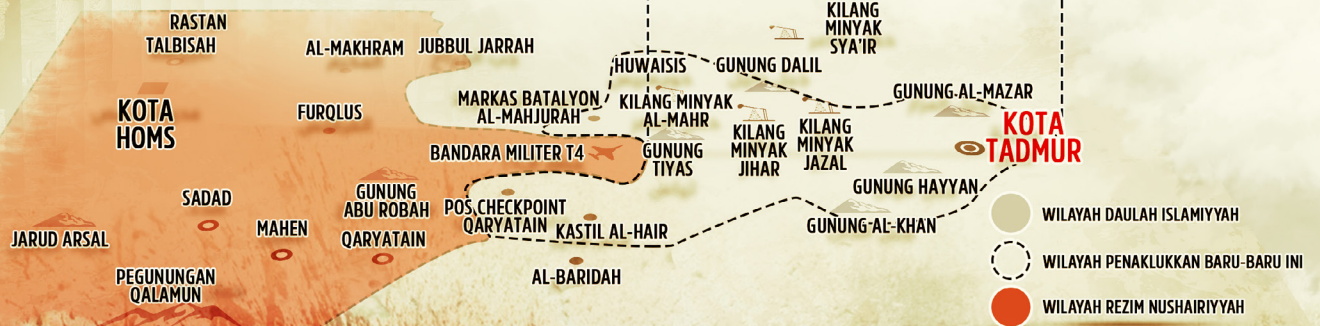 RASTAN
TALBISAH
AL-MAKHRAM
JUBBUL JARRAH
KILANG
MINYAK
SYA'IR
HUWAISIS
GUNUNG DALIL
KOTA
HOMS
FURQLUS
MARKAS BATALYON
AL-MAHJURAH
KILANG MINYAK
AL-MAHR
GUNUNG AL-MAZAR
KILANG
MINYAK
JIHAR
KILANG
MINYAK
JAZAL
KOTA
TADMUR
BANDARA MILITER T4
GUNUNG
TIYAS
GUNUNG HAYYAN
SADAD
GUNUNG
ABU ROBAH
POS CHECKPOINT
QARYATAIN
KASTIL AL-HAIR
GUNUNG AL-KHAN
JARUD ARSAL
MAHEN
QARYATAIN
PEGUNUNGAN
QALAMUN
AL-BARIDAH
WILAYAH DAULAH ISLAMIYYAH
WILAYAH PENAKLUKKAN BARU-BARU INI
WILAYAH REZIM NUSHAIRIYYAH